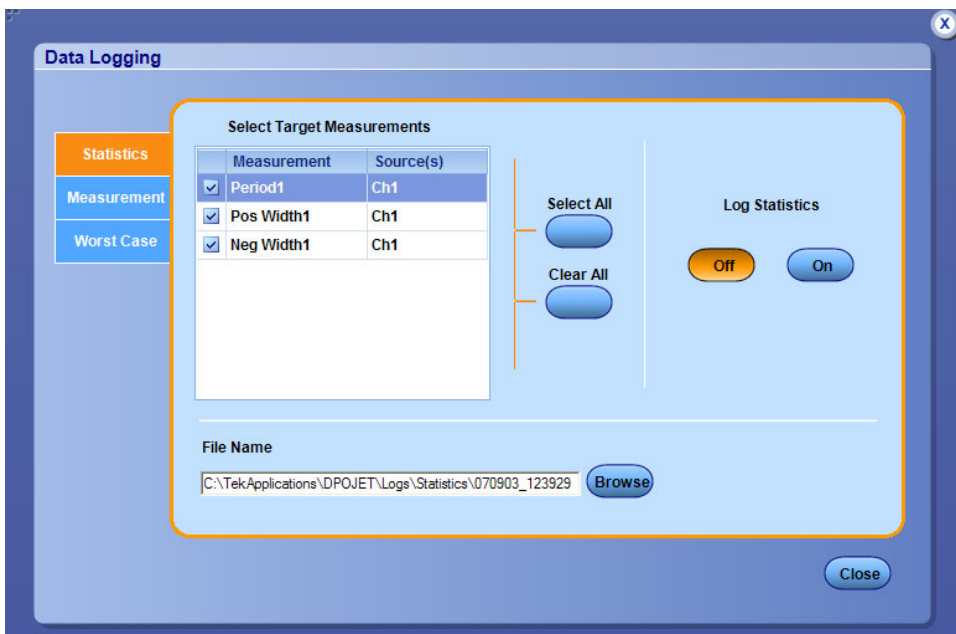 X
Data Logging
Statistics
Measurement
Worst Case
Select Target Measurements
Measurement Source(s)
Period1 Ch1
Pos Width1 Ch1
Neg Width1 Ch1
Select All
Clear All
Log Statistics
Off On
File Name
C:\TekApplications\DPOJET\Logs\Statistics\070903_123929 Browse
Close